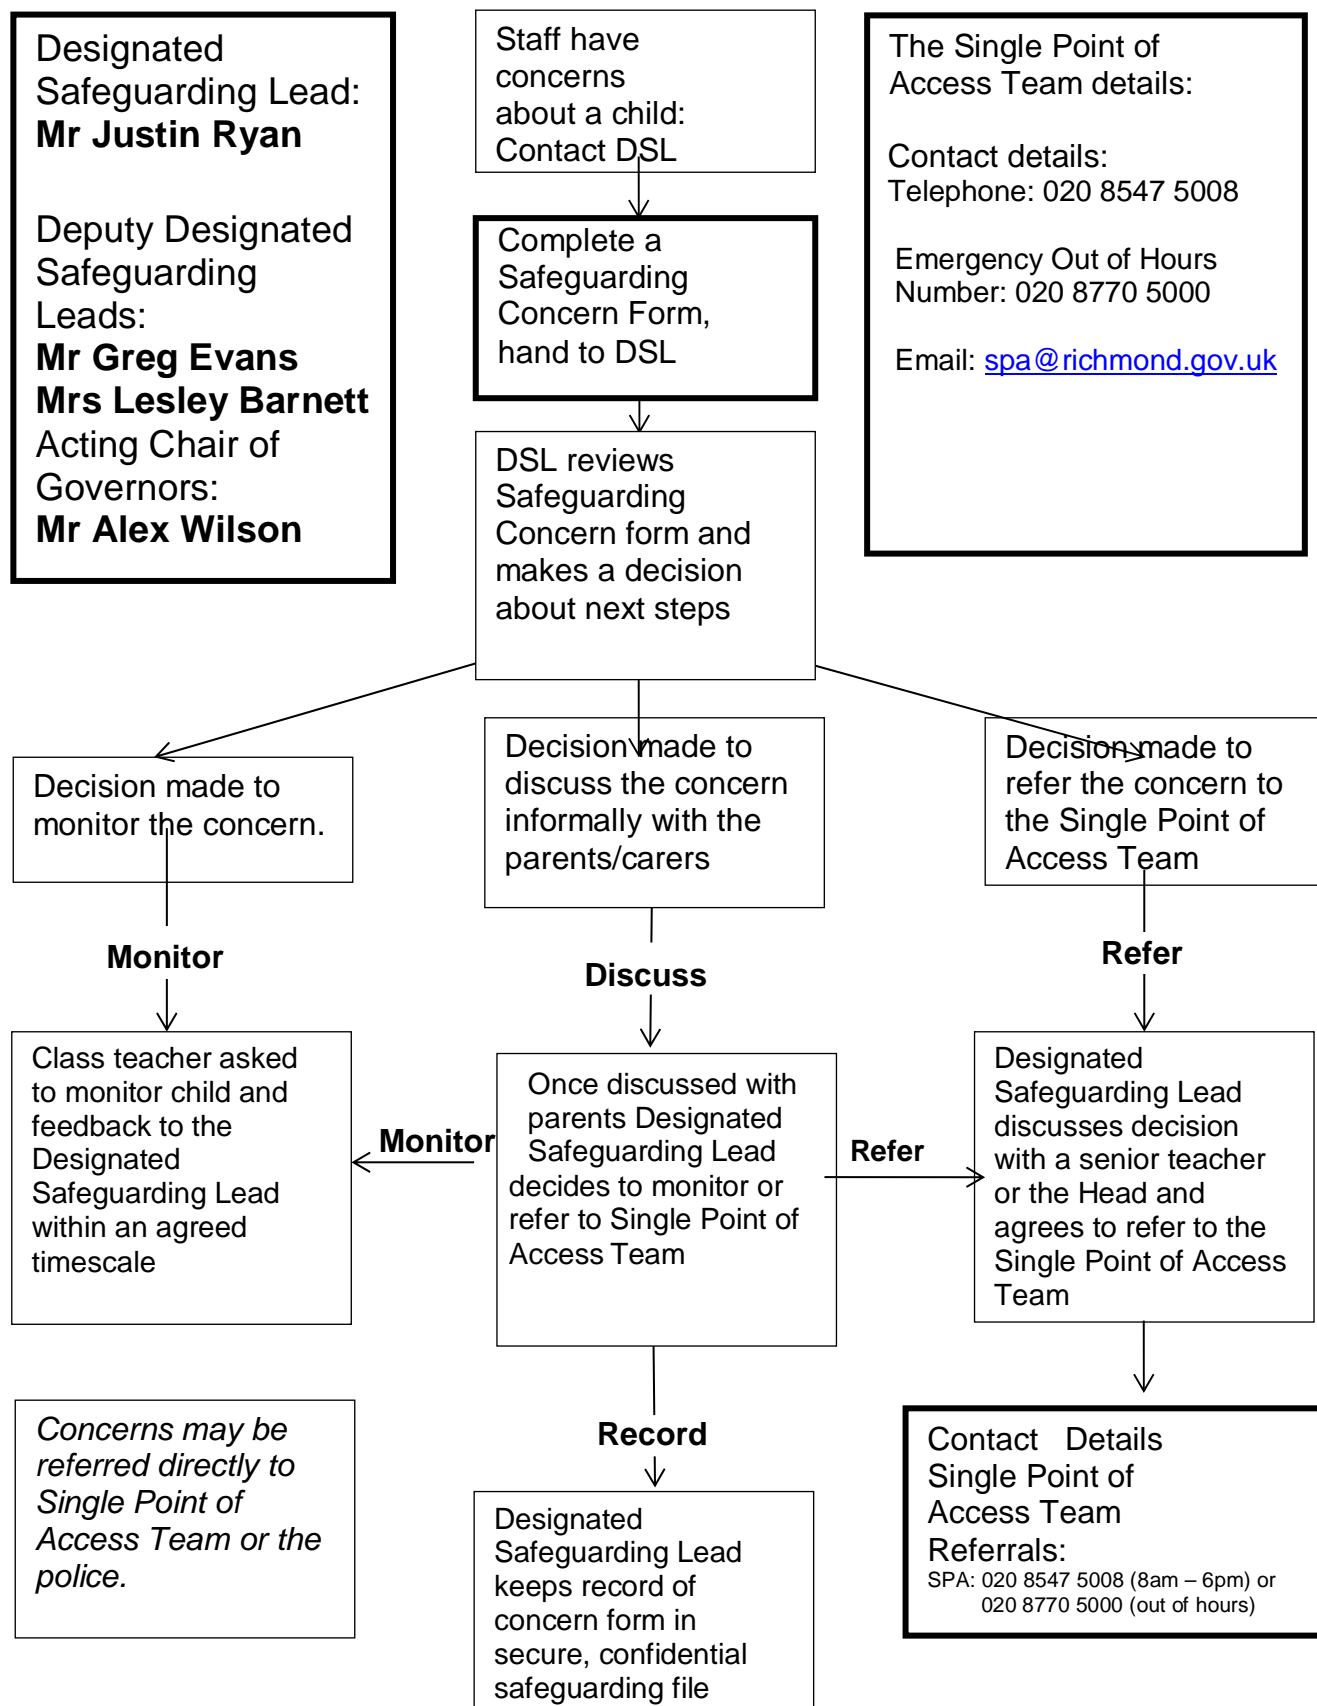 Designated
Safeguarding Lead:
Mr Justin Ryan
Deputy Designated
Safeguarding
Leads:
Mr Greg Evans
Mrs Lesley Barnett
Acting Chair of
Governors:
Mr Alex Wilson
Staff have
concerns
about a child:
Contact DSL
The Single Point of
Access Team details:
Contact details:
Telephone: 020 8547 5008
Emergency Out of Hours
Number: 020 8770 5000
Email: spa@richmond.gov.uk
Complete a
Safeguarding
Concern Form,
hand to DSL
DSL reviews
Safeguarding
Concern form and
makes a decision
about next steps
Decision made to
monitor the concern.
Decision made to
discuss the concern
informally with the
parents/carers
Decision made to
refer the concern to
the Single Point of
Access Team
Monitor
Discuss
Refer
Class teacher asked
to monitor child and
feedback to the
Designated
Safeguarding Lead
within an agreed
timescale
Monitor
Once discussed with
parents Designated
Safeguarding Lead
decides to monitor or
refer to Single Point of
Access Team
Refer
Designated
Safeguarding Lead
discusses decision
with a senior teacher
or the Head and
agrees to refer to the
Single Point of Access
Team
Concerns may be
referred directly to
Single Point of
Access Team or the
police.
Record
Designated
Safeguarding Lead
keeps record of
concern form in
secure, confidential
safeguarding file
Contact Details
Single Point of
Access Team
Referrals:
SPA: 020 8547 5008 (8am – 6pm) or
020 8770 5000 (out of hours)